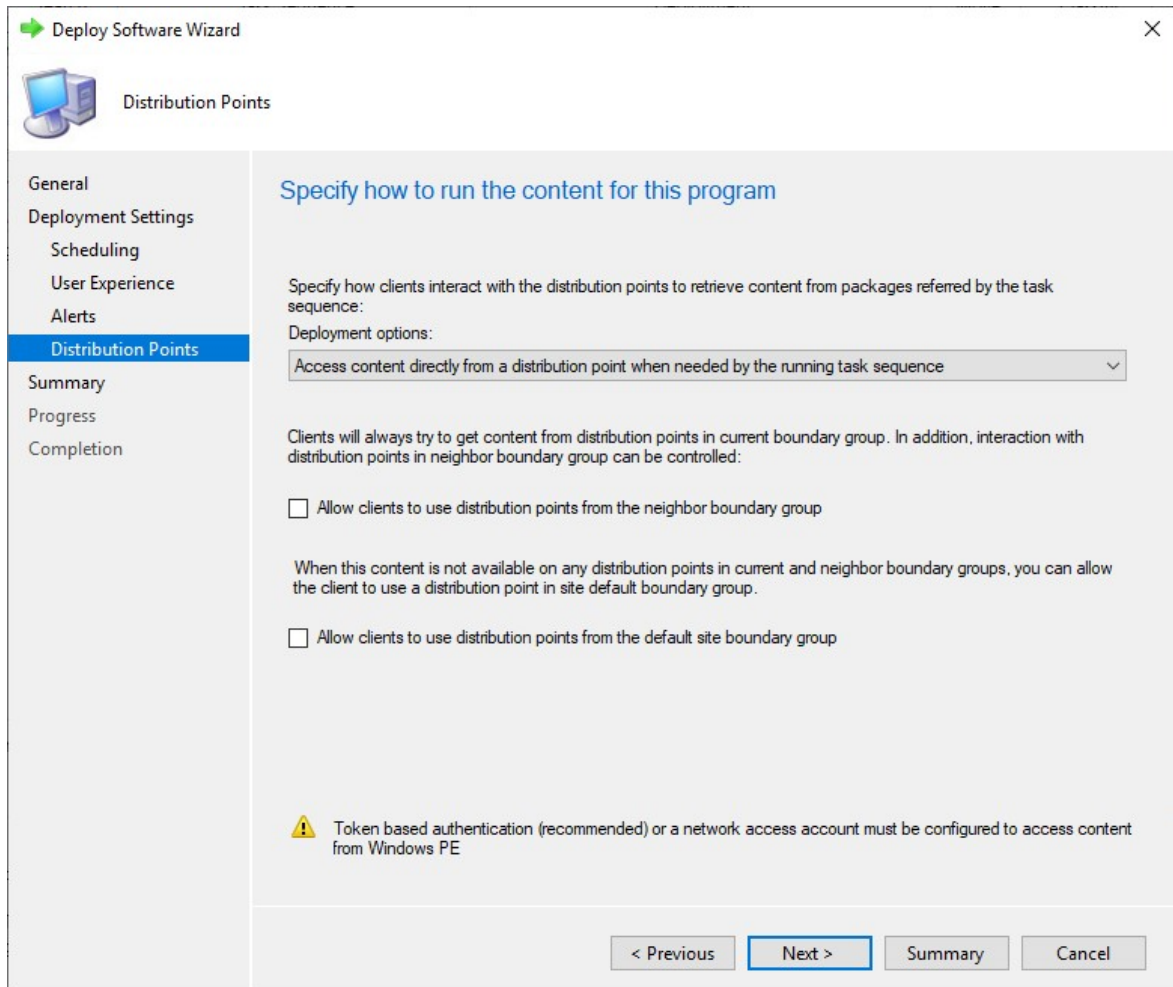 Deploy Software Wizard
Distribution Points
General
Deployment Settings
Scheduling
User Experience
Alerts
Distribution Points
Summary
Progress
Completion
Specify how to run the content for this program
Specify how clients interact with the distribution points to retrieve content from packages referred by the task
sequence:
Deployment options:
Access content directly from a distribution point when needed by the running task sequence
Clients will always try to get content from distribution points in current boundary group. In addition, interaction with
distribution points in neighbor boundary group can be controlled:
Allow clients to use distribution points from the neighbor boundary group
When this content is not available on any distribution points in current and neighbor boundary groups, you can allow
the client to use a distribution point in site default boundary group.
Allow clients to use distribution points from the default site boundary group
Token based authentication (recommended) or a network access account must be configured to access content
from Windows PE
< Previous
Next >
Summary
Cancel